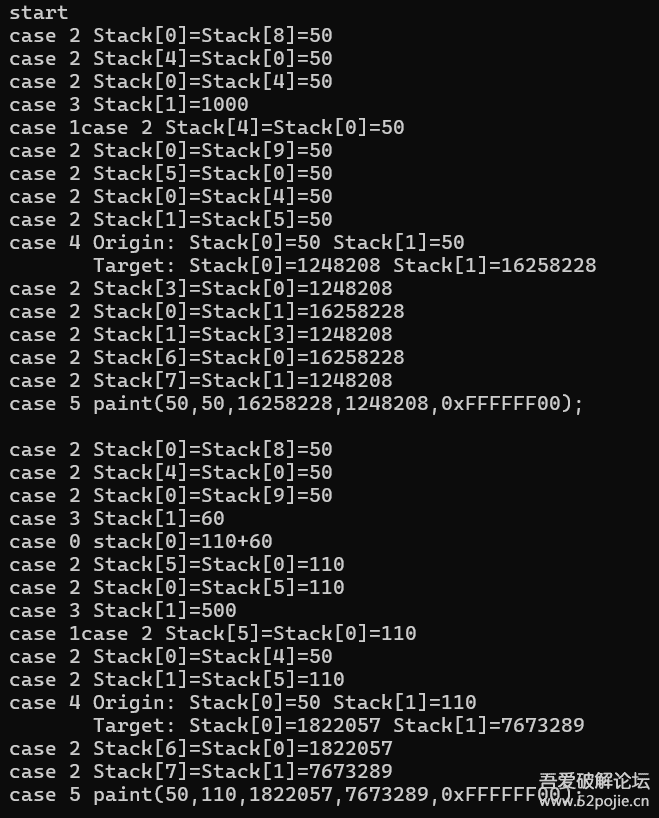 start
case 2 Stack[0]=Stack[8]=50
case 2 Stack[4]=Stack[0]=50
case 2 Stack[0]=Stack[4]=50
case 3 Stack[1]=1000
case 1case 2 Stack[4]=Stack[0]=50
case 2 Stack[0]=Stack[9]=50
case 2 Stack[5]=Stack[0]=50
case 2 Stack[0]=Stack[4]=50
case 2 Stack[1]=Stack[5]=50
case 4 Origin: Stack[0]=50 Stack[1]=50
Target: Stack[0]=1248208 Stack[1]=16258228
case 2 Stack[3]=Stack[0]=1248208
case 2 Stack[0]=Stack[1]=16258228
case 2 Stack[1]=Stack[3]=1248208
case 2 Stack[6]=Stack[0]=16258228
case 2 Stack[7]=Stack[1]=1248208
case 5 paint(50,50,16258228,1248208,0xFFFFFF00);
case 2 Stack[0]=Stack[8]=50
case 2 Stack[4]=Stack[0]=50
case 2 Stack[0]=Stack[9]=50
case 3 Stack[1]=60
case 0 stack[0]=110+60
case 2 Stack[5]=Stack[0]=110
case 2 Stack[0]=Stack[5]=110
case 3 Stack[1]=500
case 1case 2 Stack[5]=Stack[0]=110
case 2 Stack[0]=Stack[4]=50
case 2 Stack[1]=Stack[5]=110
case 4 Origin: Stack[0]=50 Stack[1]=110
Target: Stack[0]=1822057 Stack[1]=7673289
case 2 Stack[6]=Stack[0]=1822057
case 2 Stack[7]=Stack[1]=7673289
case 5 paint(50,110,1822057,7673289,0xFFFFFF00);
吾爱破解论坛
www.52pojie.cn